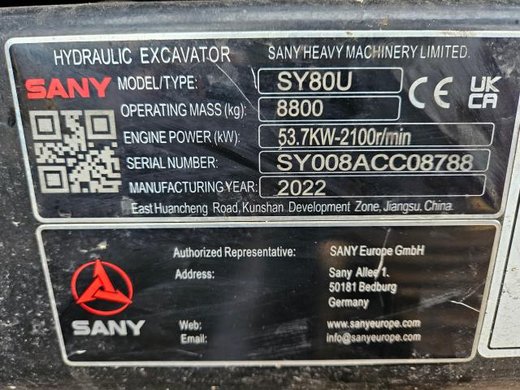 HYDRAULIC EXCAVATOR SANY HEAVY MACHINERY LIMITED.
SANY MODEL/TYPE: SY80U CE UK CA
OPERATING MASS (kg): 8800
ENGINE POWER (kW): 53.7KW-2100r/min
SERIAL NUMBER: SY008ACC08788
MANUFACTURING YEAR: 2022
East Huancheng Road, Kunshan Development Zone, Jiangsu. China.
Authorized Representative: SANY Europe GmbH
Address: Sany Allee 1.
50181 Bedburg
Germany
SANY
Web: www.sanyeurope.com
Email: info@sanyeurope.com